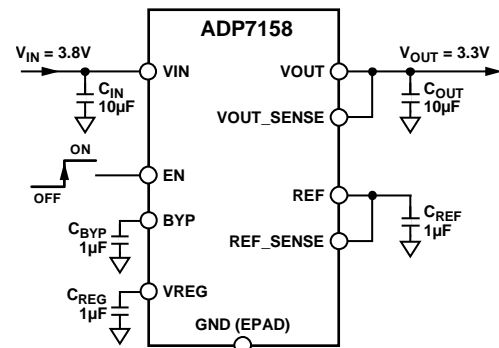 ADP7158
VIN = 3.8V
VOUT = 3.3V
VIN
VOUT
CIN
10µF
COUT
10µF
VOUT_SENSE
ON
OFF
EN
REF
CBYP
1µF
BYP
CREF
1µF
REF_SENSE
CREG
1µF
VREG
GND (EPAD)